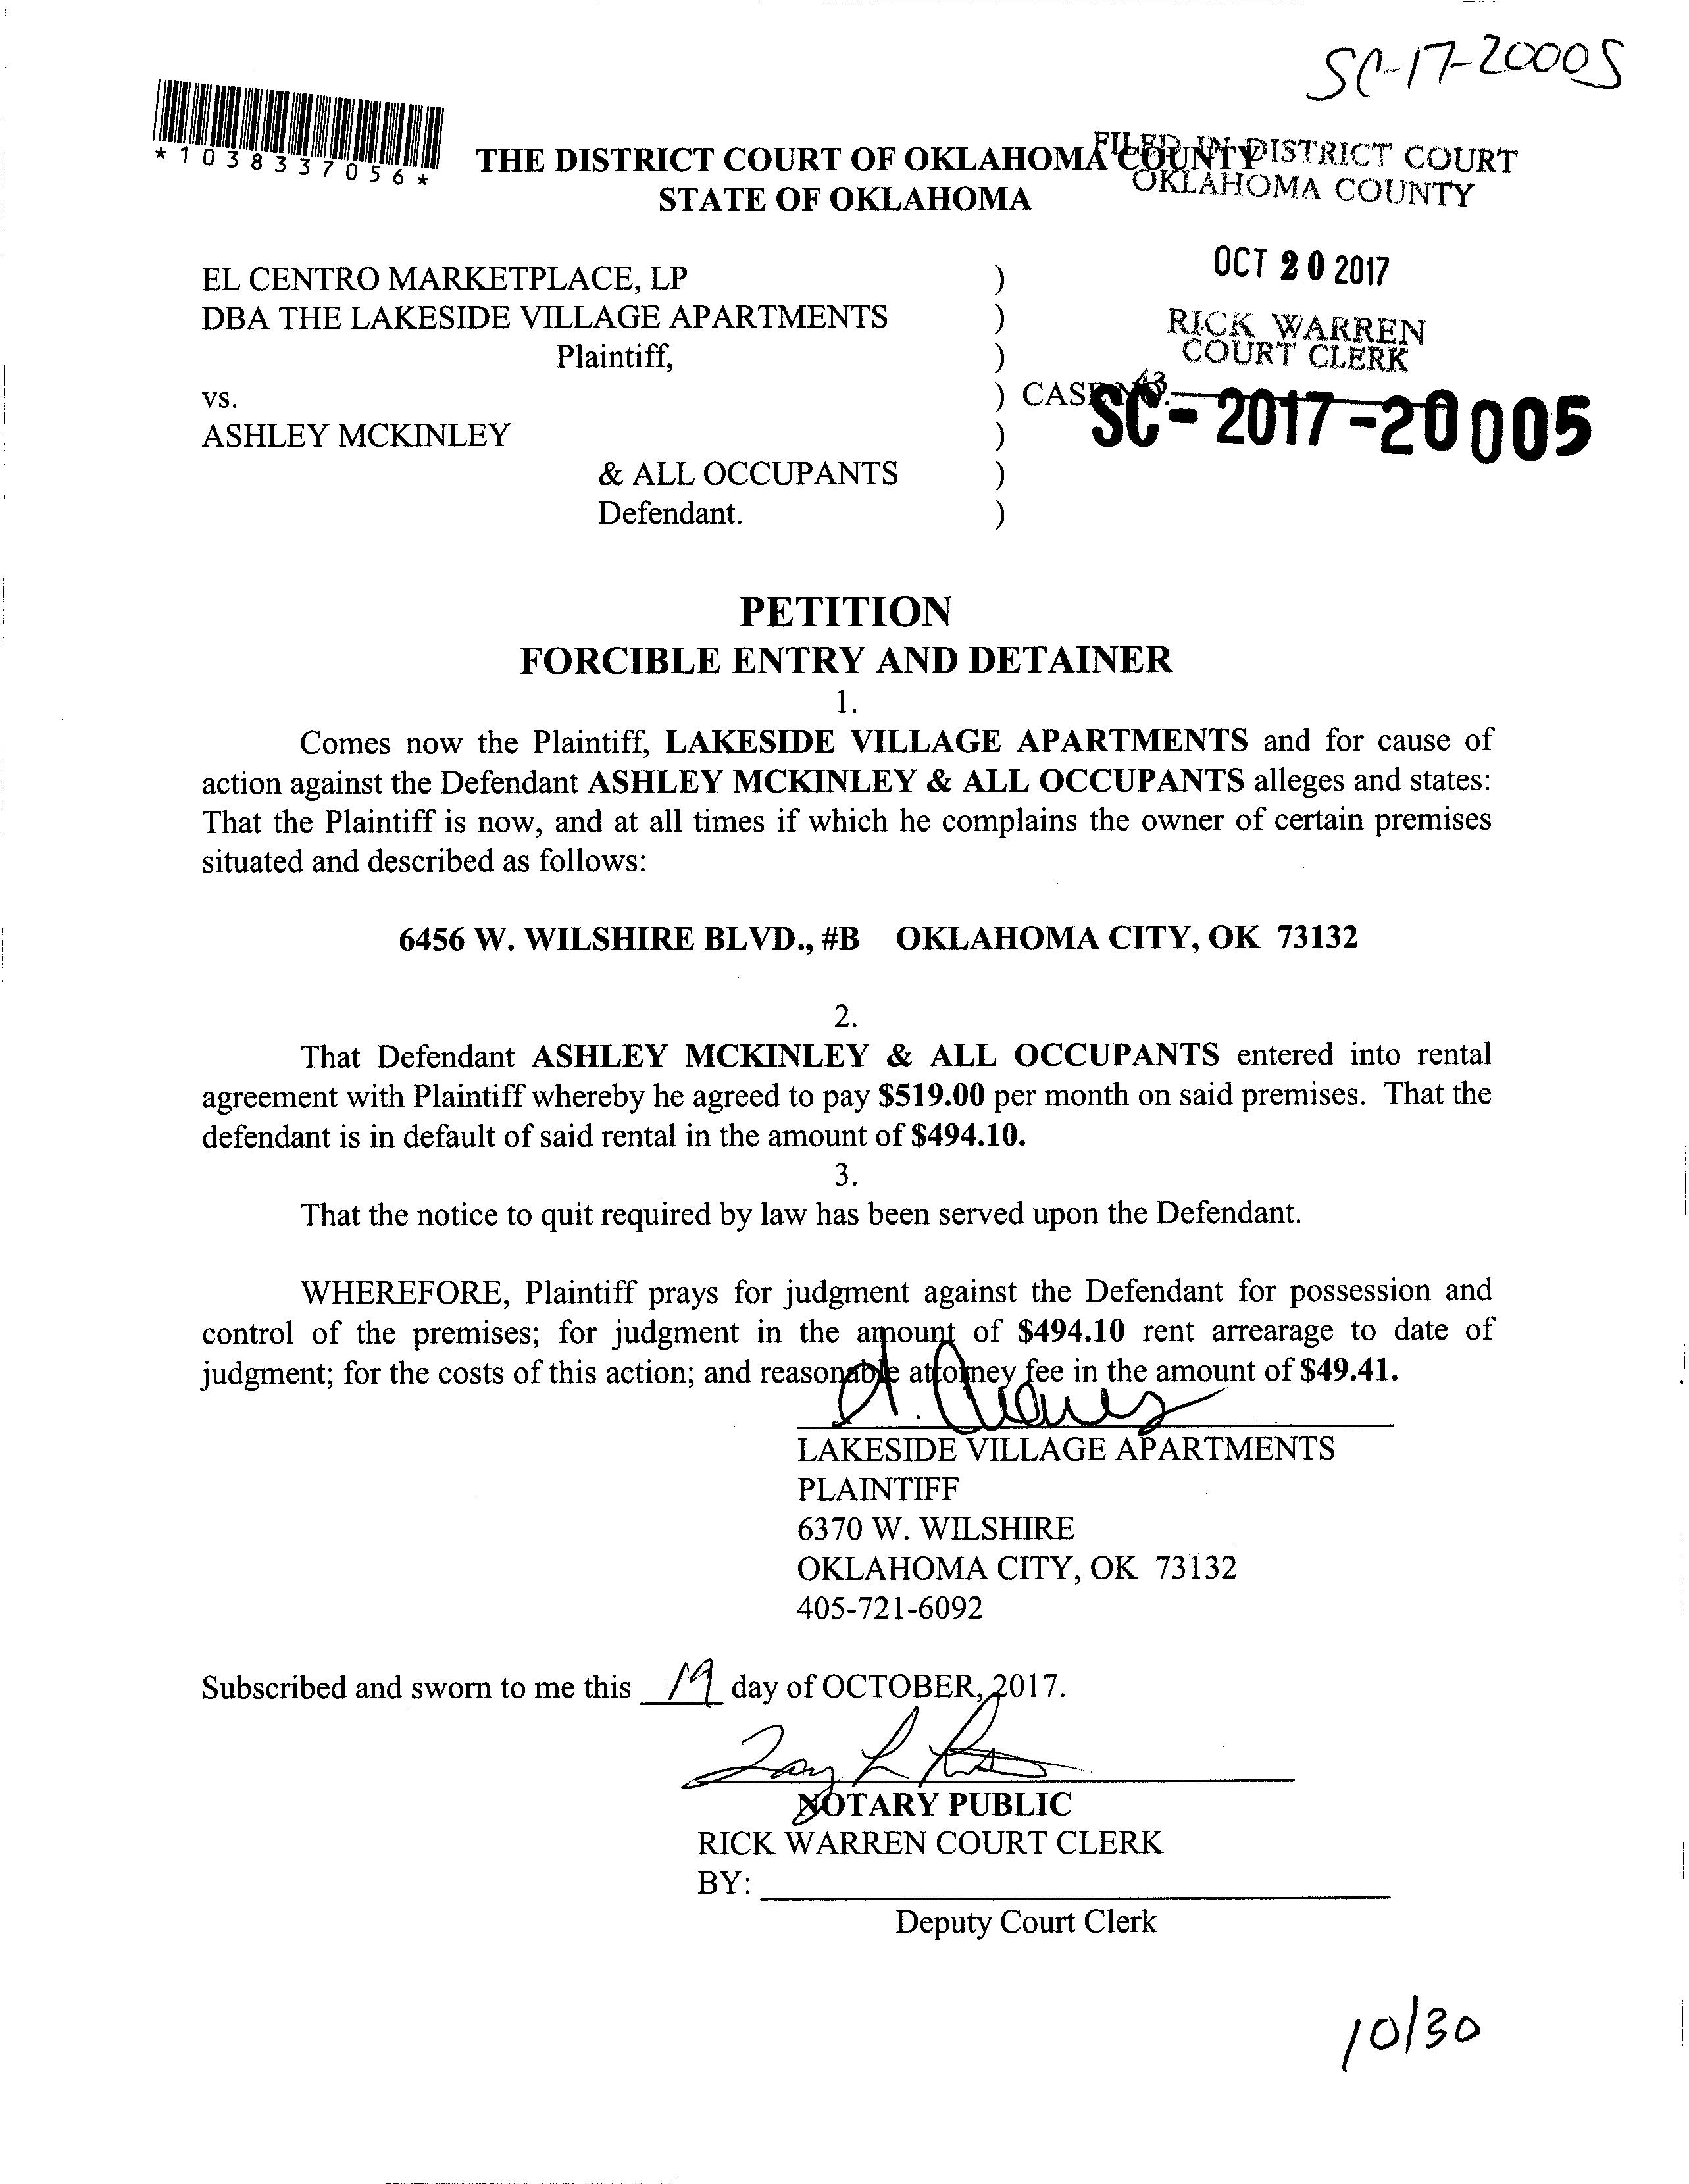 SC-17-20005
*1038337056*
THE DISTRICT COURT OF OKLAHOMA COUNTY
STATE OF OKLAHOMA
FILED IN DISTRICT COURT
OKLAHOMA COUNTY
OCT 20 2017
RICK WARREN
COURT CLERK
43
EL CENTRO MARKETPLACE, LP )
DBA THE LAKESIDE VILLAGE APARTMENTS )
Plaintiff, )
vs. ) CASE NO.
SC-2017-20005
ASHLEY MCKINLEY )
& ALL OCCUPANTS )
Defendant. )
PETITION
FORCIBLE ENTRY AND DETAINER
1.
Comes now the Plaintiff, LAKESIDE VILLAGE APARTMENTS and for cause of
action against the Defendant ASHLEY MCKINLEY & ALL OCCUPANTS alleges and states:
That the Plaintiff is now, and at all times if which he complains the owner of certain premises
situated and described as follows:
6456 W. WILSHIRE BLVD., #B OKLAHOMA CITY, OK 73132
2.
That Defendant ASHLEY MCKINLEY & ALL OCCUPANTS entered into rental
agreement with Plaintiff whereby he agreed to pay $519.00 per month on said premises. That the
defendant is in default of said rental in the amount of $494.10.
3.
That the notice to quit required by law has been served upon the Defendant.
WHEREFORE, Plaintiff prays for judgment against the Defendant for possession and
control of the premises; for judgment in the amount of $494.10 rent arrearage to date of
judgment; for the costs of this action; and reasonable attorney fee in the amount of $49.41.
LAKESIDE VILLAGE APARTMENTS
PLAINTIFF
6370 W. WILSHIRE
OKLAHOMA CITY, OK 73132
405-721-6092
Subscribed and sworn to me this 19 day of OCTOBER, 2017.
NOTARY PUBLIC
RICK WARREN COURT CLERK
BY:
Deputy Court Clerk
10/30